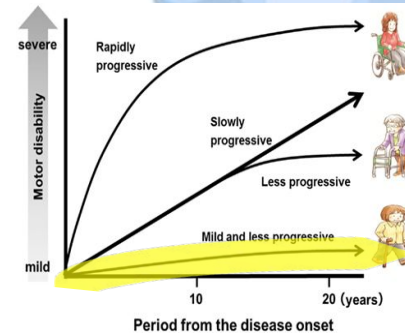 severe
Motor disability
mild
Rapidly
progressive
Slowly
progressive
Less progressive
Mild and less progressive
10
20 (years)
Period from the disease onset